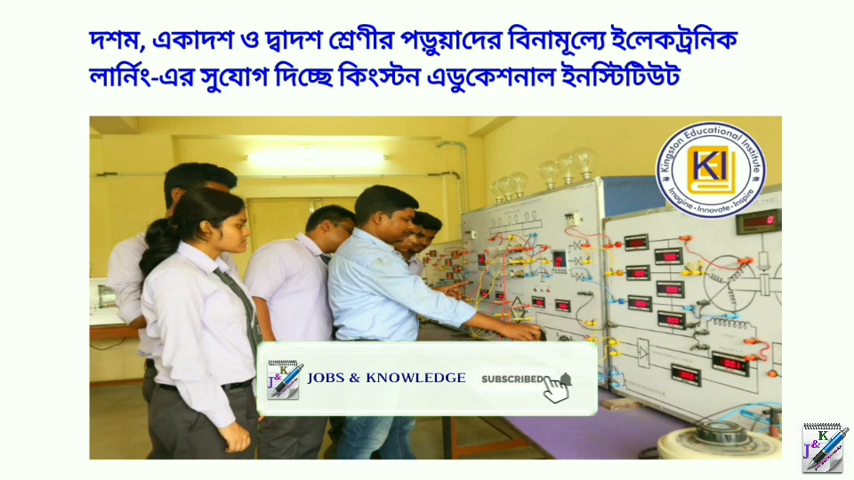 দশম, একাদশ ও দ্বাদশ শ্রেণীর পড়ুয়াদের বিনামূল্যে ইলেকট্রনিক
লার্নিং-এর সুযোগ দিচ্ছে কিংস্টন এডুকেশনাল ইনস্টিটিউট
Kingston Educational Institute
KI
Imagine • Innovate • Inspire
J&K
JOBS & KNOWLEDGE
SUBSCRIBED
J&K